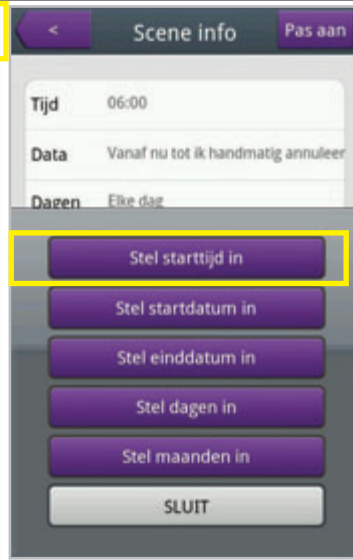 < Scene info Pas aan
Tijd 06:00
Data Vanaf nu tot ik handmatig annuleer
Dagen Elke dag
Stel starttijd in
Stel startdatum in
Stel einddatum in
Stel dagen in
Stel maanden in
SLUIT